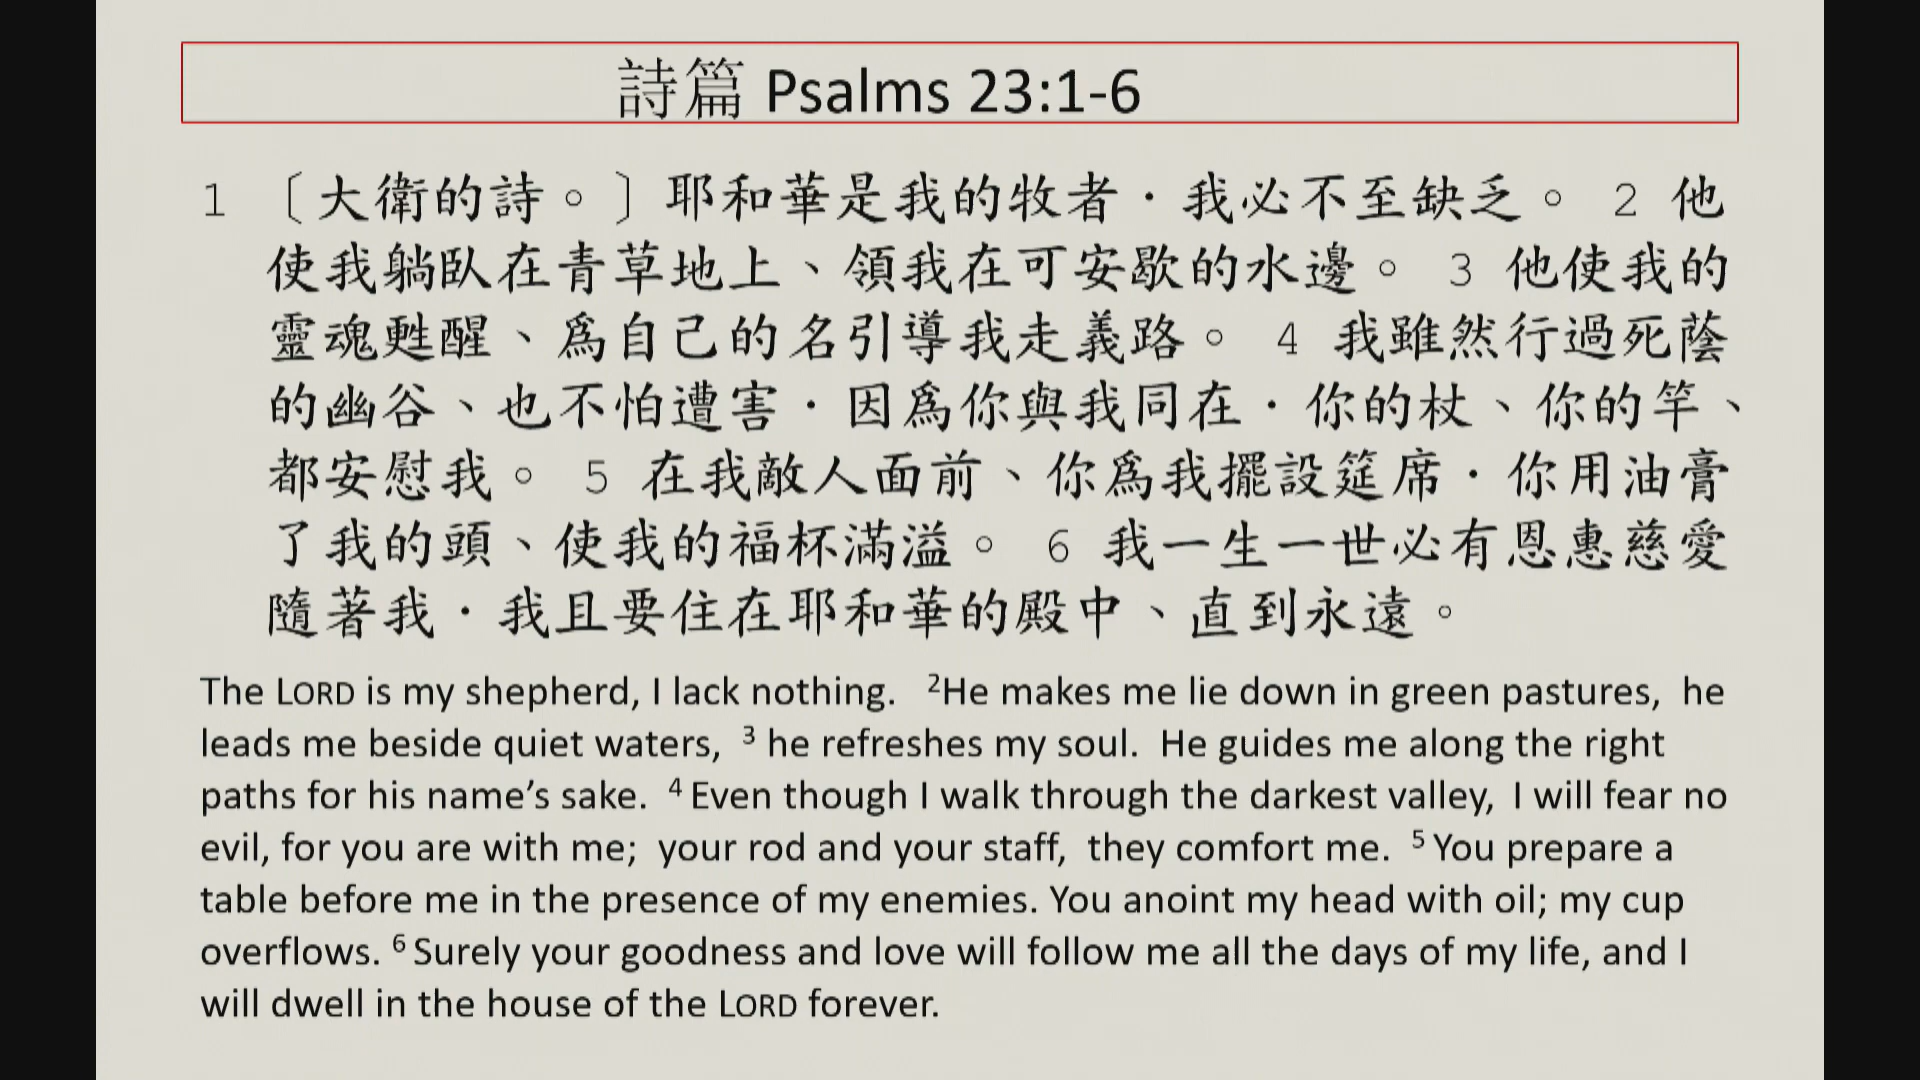 詩篇 Psalms 23:1-6
1 〔大衛的詩。〕耶和華是我的牧者．我必不至缺乏。 2 他
使我躺臥在青草地上、領我在可安歇的水邊。 3 他使我的
靈魂甦醒、爲自己的名引導我走義路。 4 我雖然行過死蔭
的幽谷、也不怕遭害．因爲你與我同在．你的杖、你的竿、
都安慰我。 5 在我敵人面前、你爲我擺設筵席．你用油膏
了我的頭、使我的福杯滿溢。 6 我一生一世必有恩惠慈愛
隨著我．我且要住在耶和華的殿中、直到永遠。
The LORD is my shepherd, I lack nothing. ²He makes me lie down in green pastures, he
leads me beside quiet waters, ³ he refreshes my soul. He guides me along the right
paths for his name’s sake. ⁴ Even though I walk through the darkest valley, I will fear no
evil, for you are with me; your rod and your staff, they comfort me. ⁵ You prepare a
table before me in the presence of my enemies. You anoint my head with oil; my cup
overflows. ⁶ Surely your goodness and love will follow me all the days of my life, and I
will dwell in the house of the LORD forever.